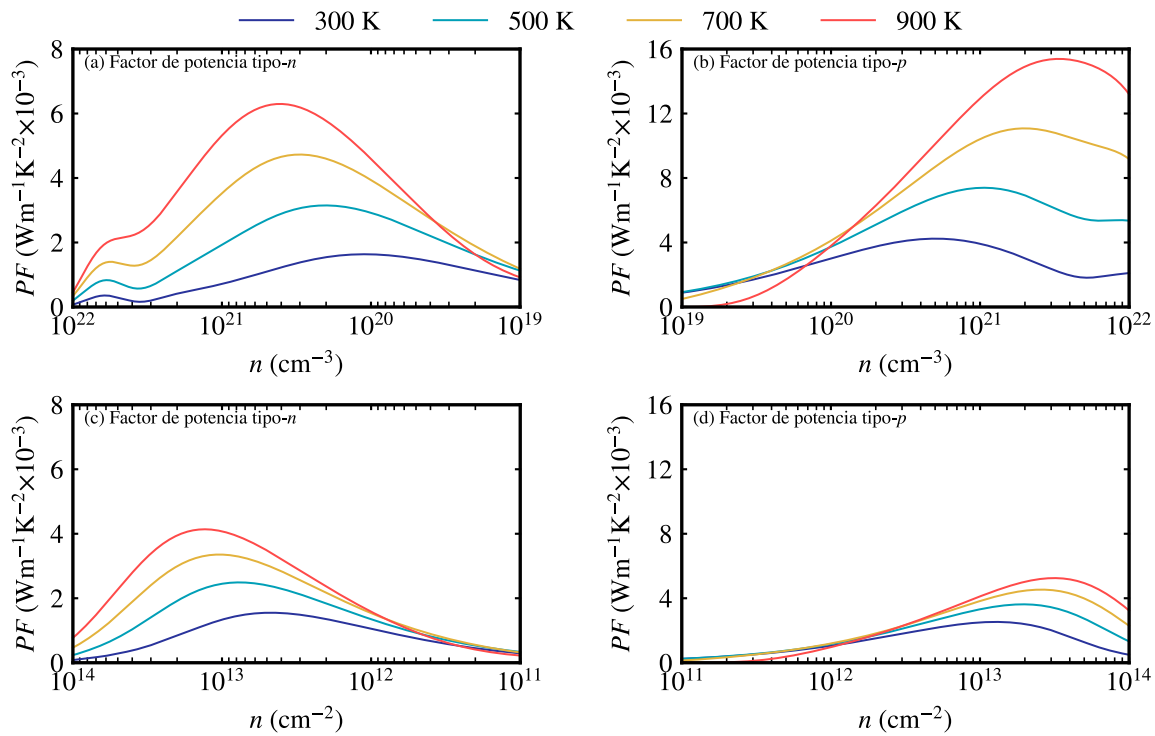 300 K 500 K 700 K 900 K
(a) Factor de potencia tipo-n
PF (Wm⁻¹K⁻²×10⁻³)
8
6
4
2
0
10²² 10²¹ 10²⁰ 10¹⁹
n (cm⁻³)
(b) Factor de potencia tipo-p
PF (Wm⁻¹K⁻²×10⁻³)
16
12
8
4
0
10¹⁹ 10²⁰ 10²¹ 10²²
n (cm⁻³)
(c) Factor de potencia tipo-n
PF (Wm⁻¹K⁻²×10⁻³)
8
6
4
2
0
10¹⁴ 10¹³ 10¹² 10¹¹
n (cm⁻²)
(d) Factor de potencia tipo-p
PF (Wm⁻¹K⁻²×10⁻³)
16
12
8
4
0
10¹¹ 10¹² 10¹³ 10¹⁴
n (cm⁻²)